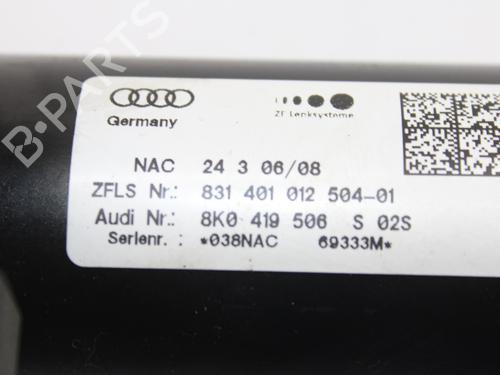 B-PARTS
Germany
ZF Lenksysteme
NAC 24 3 06/08
ZFLS Nr.: 831 401 012 504-01
Audi Nr.: 8K0 419 506 S 02S
Serienr. : *038NAC 69333M*